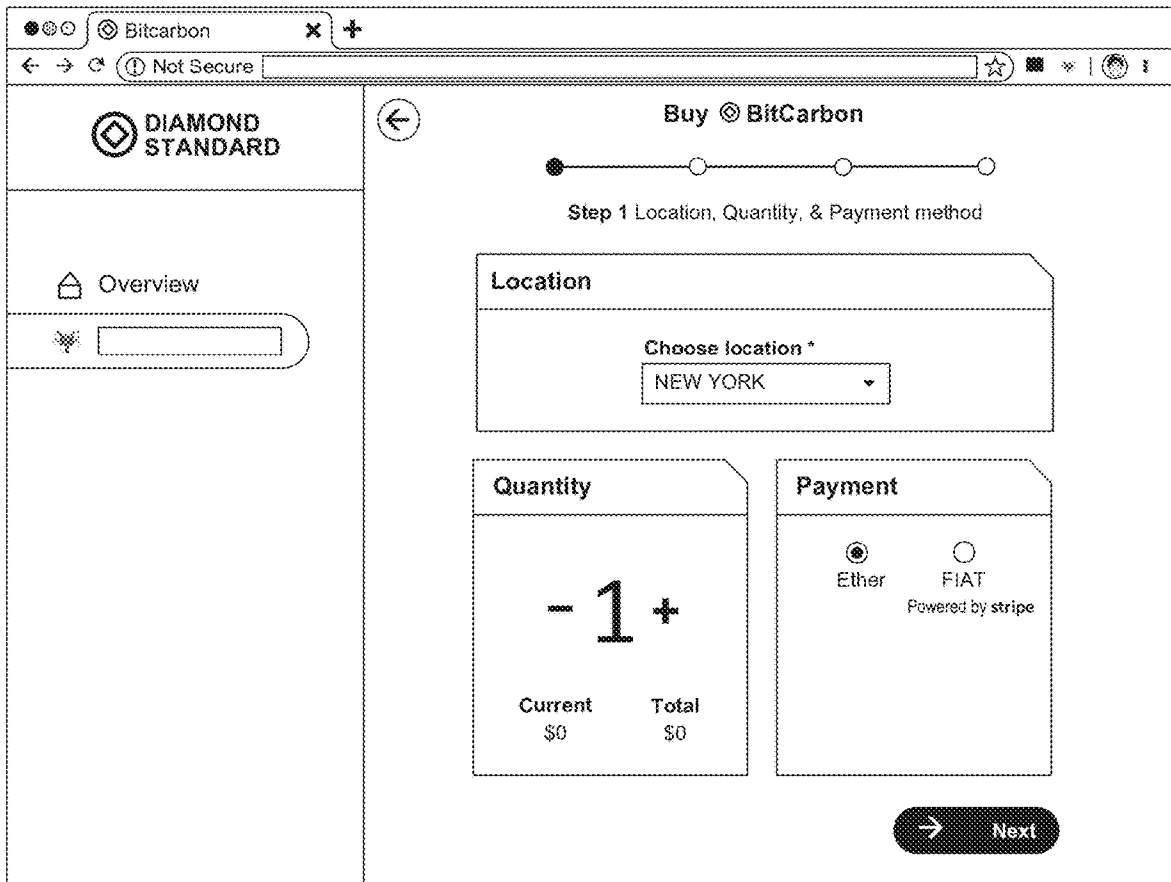 Bitcarbon
Not Secure
DIAMOND
STANDARD
Overview
Buy BitCarbon
Step 1 Location, Quantity, & Payment method
Location
Choose location *
NEW YORK
Quantity
- 1 +
Current Total
$0 $0
Payment
Ether FIAT
Powered by stripe
Next